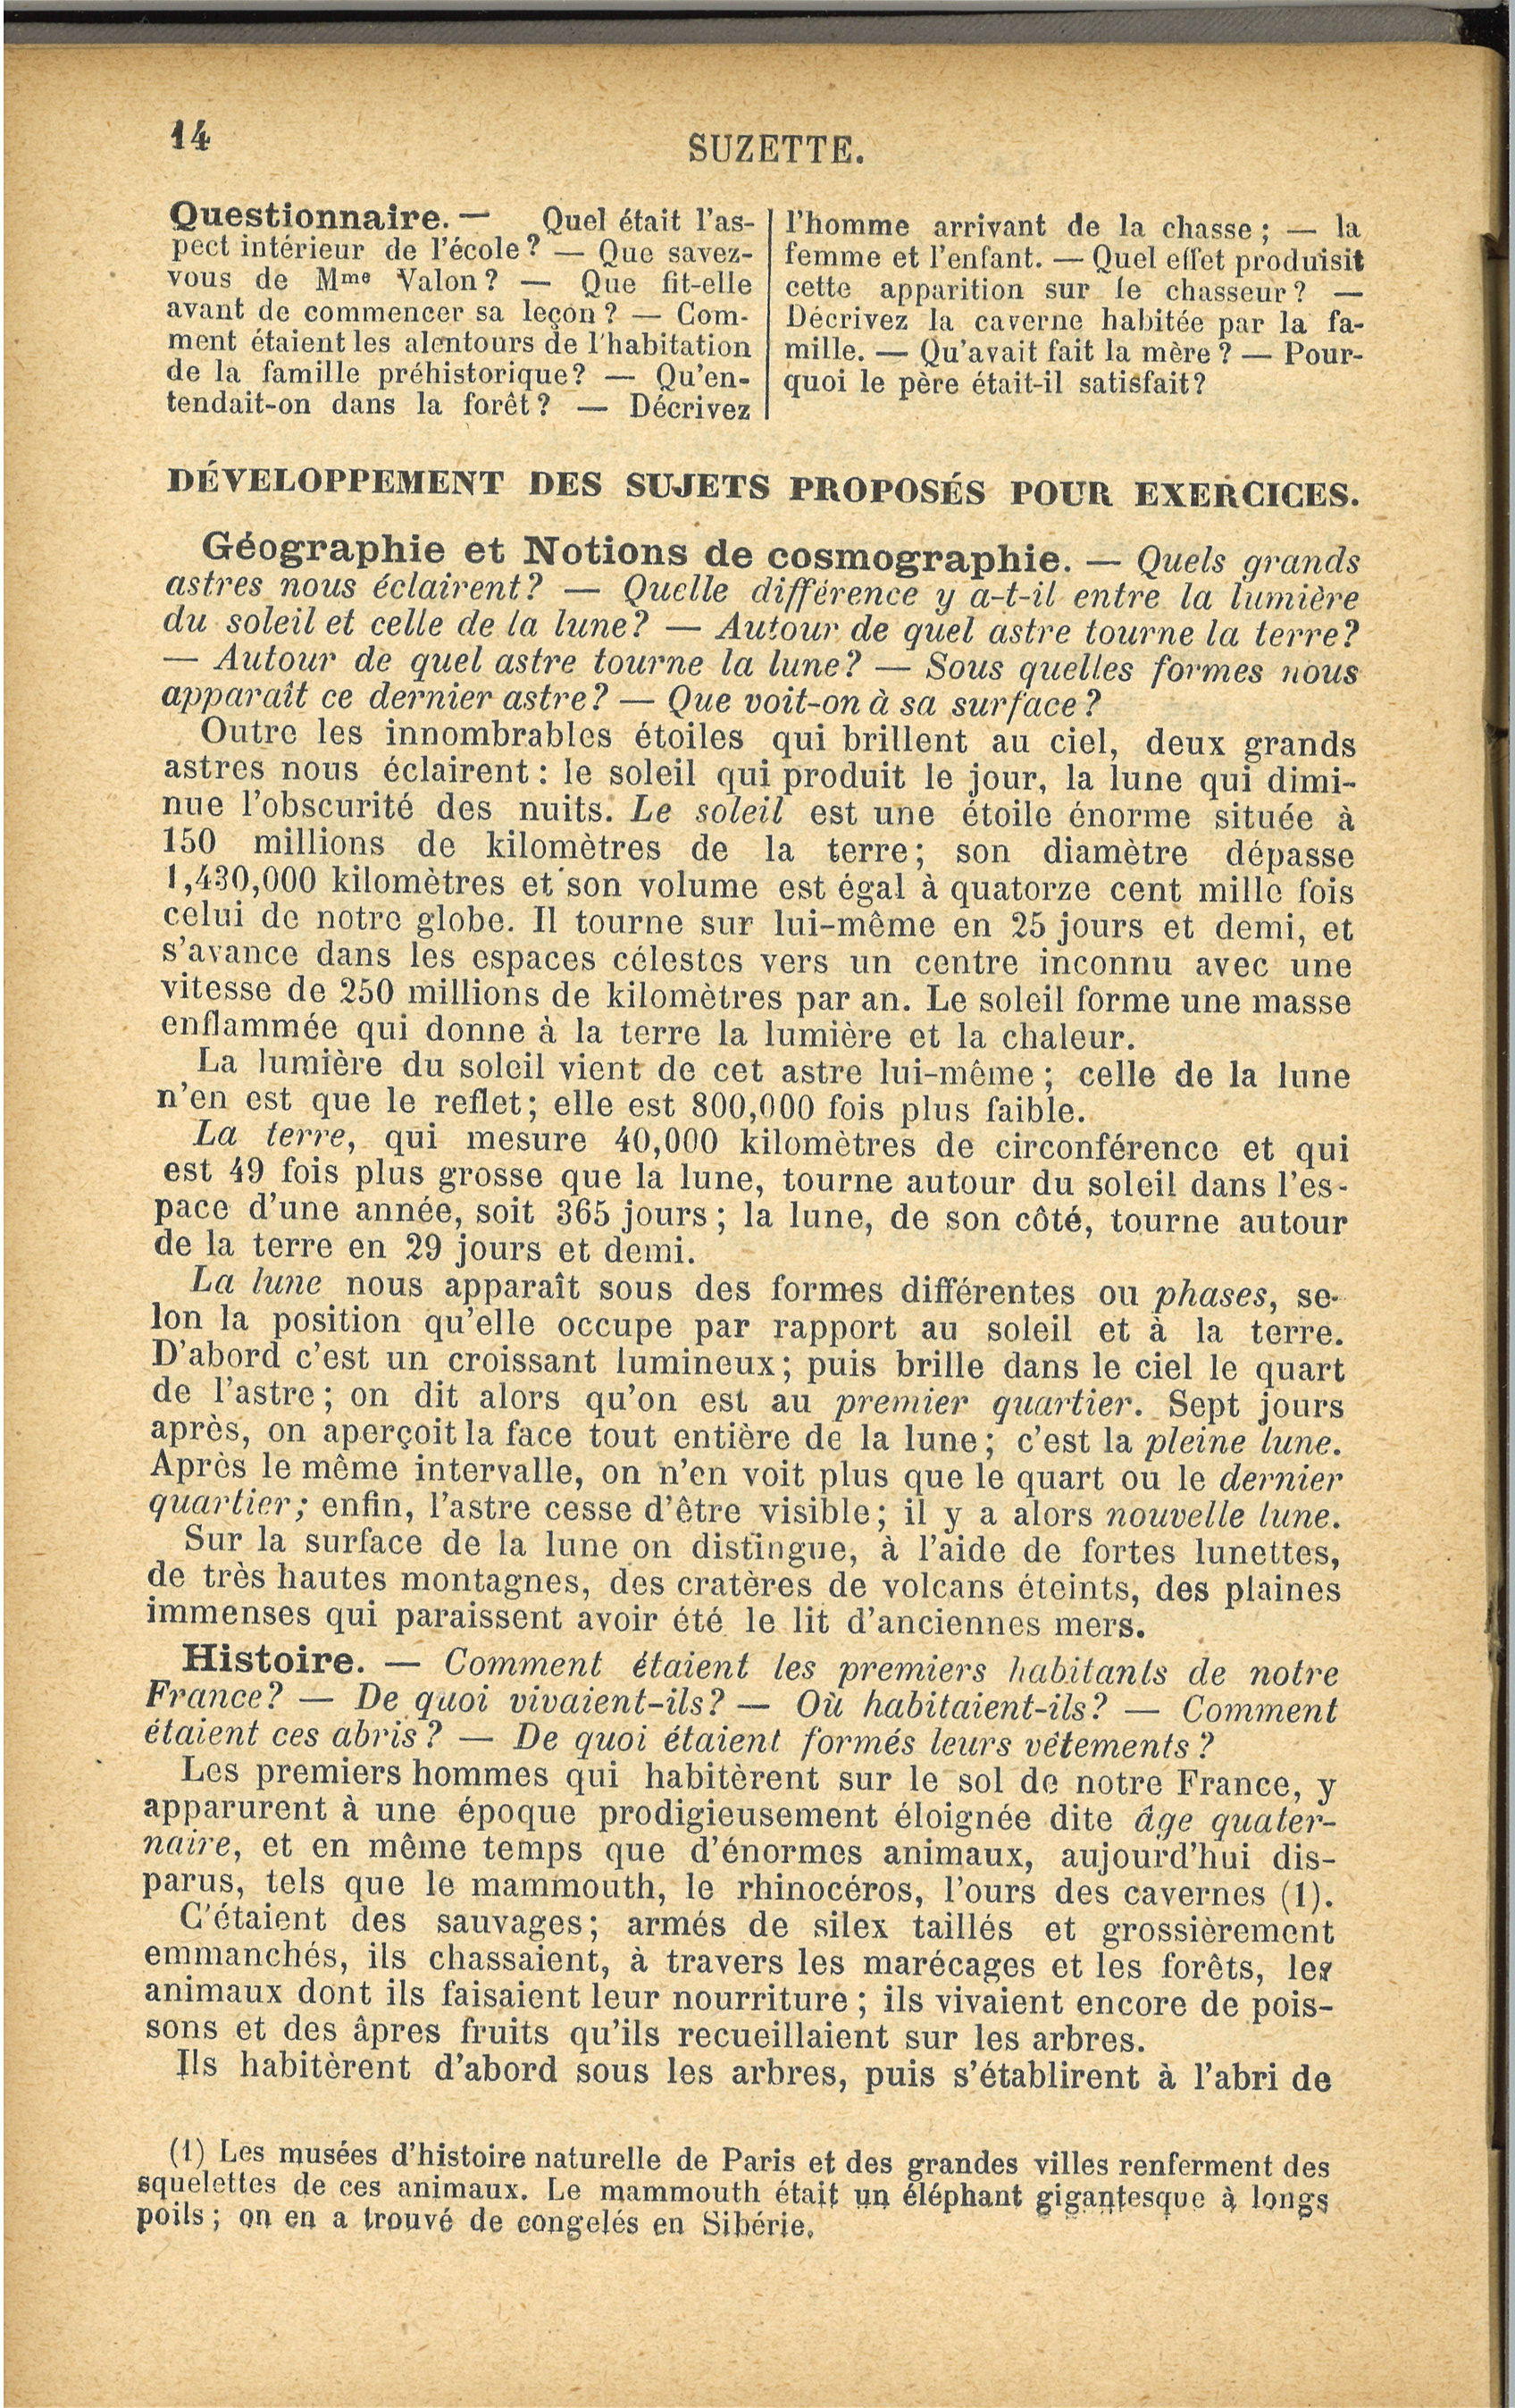 14
SUZETTE.
Questionnaire. — Quel était l'as-
pect intérieur de l'école ? — Que savez-
vous de Mme Valon ? — Que fit-elle
avant de commencer sa leçon ? — Com-
ment étaient les alentours de l'habitation
de la famille préhistorique ? — Qu'en-
tendait-on dans la forêt ? — Décrivez
l'homme arrivant de la chasse ; — la
femme et l'enfant. — Quel effet produisit
cette apparition sur le chasseur ? —
Décrivez la caverne habitée par la fa-
mille. — Qu'avait fait la mère ? — Pour-
quoi le père était-il satisfait ?
DÉVELOPPEMENT DES SUJETS PROPOSÉS POUR EXERCICES.
Géographie et Notions de cosmographie. — Quels grands
astres nous éclairent ? — Quelle différence y a-t-il entre la lumière
du soleil et celle de la lune ? — Autour de quel astre tourne la terre ?
— Autour de quel astre tourne la lune ? — Sous quelles formes nous
apparaît ce dernier astre ? — Que voit-on à sa surface ?
Outre les innombrables étoiles qui brillent au ciel, deux grands
astres nous éclairent : le soleil qui produit le jour, la lune qui dimi-
nue l'obscurité des nuits. Le soleil est une étoile énorme située à
150 millions de kilomètres de la terre ; son diamètre dépasse
1,430,000 kilomètres et son volume est égal à quatorze cent mille fois
celui de notre globe. Il tourne sur lui-même en 25 jours et demi, et
s'avance dans les espaces célestes vers un centre inconnu avec une
vitesse de 250 millions de kilomètres par an. Le soleil forme une masse
enflammée qui donne à la terre la lumière et la chaleur.
La lumière du soleil vient de cet astre lui-même ; celle de la lune
n'en est que le reflet ; elle est 800,000 fois plus faible.
La terre, qui mesure 40,000 kilomètres de circonférence et qui
est 49 fois plus grosse que la lune, tourne autour du soleil dans l'es-
pace d'une année, soit 365 jours ; la lune, de son côté, tourne autour
de la terre en 29 jours et demi.
La lune nous apparaît sous des formes différentes ou phases, se-
lon la position qu'elle occupe par rapport au soleil et à la terre.
D'abord c'est un croissant lumineux ; puis brille dans le ciel le quart
de l'astre ; on dit alors qu'on est au premier quartier. Sept jours
après, on aperçoit la face tout entière de la lune ; c'est la pleine lune.
Après le même intervalle, on n'en voit plus que le quart ou le dernier
quartier ; enfin, l'astre cesse d'être visible ; il y a alors nouvelle lune.
Sur la surface de la lune on distingue, à l'aide de fortes lunettes,
de très hautes montagnes, des cratères de volcans éteints, des plaines
immenses qui paraissent avoir été le lit d'anciennes mers.
Histoire. — Comment étaient les premiers habitants de notre
France ? — De quoi vivaient-ils ? — Où habitaient-ils ? — Comment
étaient ces abris ? — De quoi étaient formés leurs vêtements ?
Les premiers hommes qui habitèrent sur le sol de notre France, y
apparurent à une époque prodigieusement éloignée dite âge quater-
naire, et en même temps que d'énormes animaux, aujourd'hui dis-
parus, tels que le mammouth, le rhinocéros, l'ours des cavernes (1).
C'étaient des sauvages ; armés de silex taillés et grossièrement
emmanchés, ils chassaient, à travers les marécages et les forêts, les
animaux dont ils faisaient leur nourriture ; ils vivaient encore de pois-
sons et des âpres fruits qu'ils recueillaient sur les arbres.
Ils habitèrent d'abord sous les arbres, puis s'établirent à l'abri de
(1) Les musées d'histoire naturelle de Paris et des grandes villes renferment des
squelettes de ces animaux. Le mammouth était un éléphant gigantesque à longs
poils ; on en a trouvé de congelés en Sibérie.